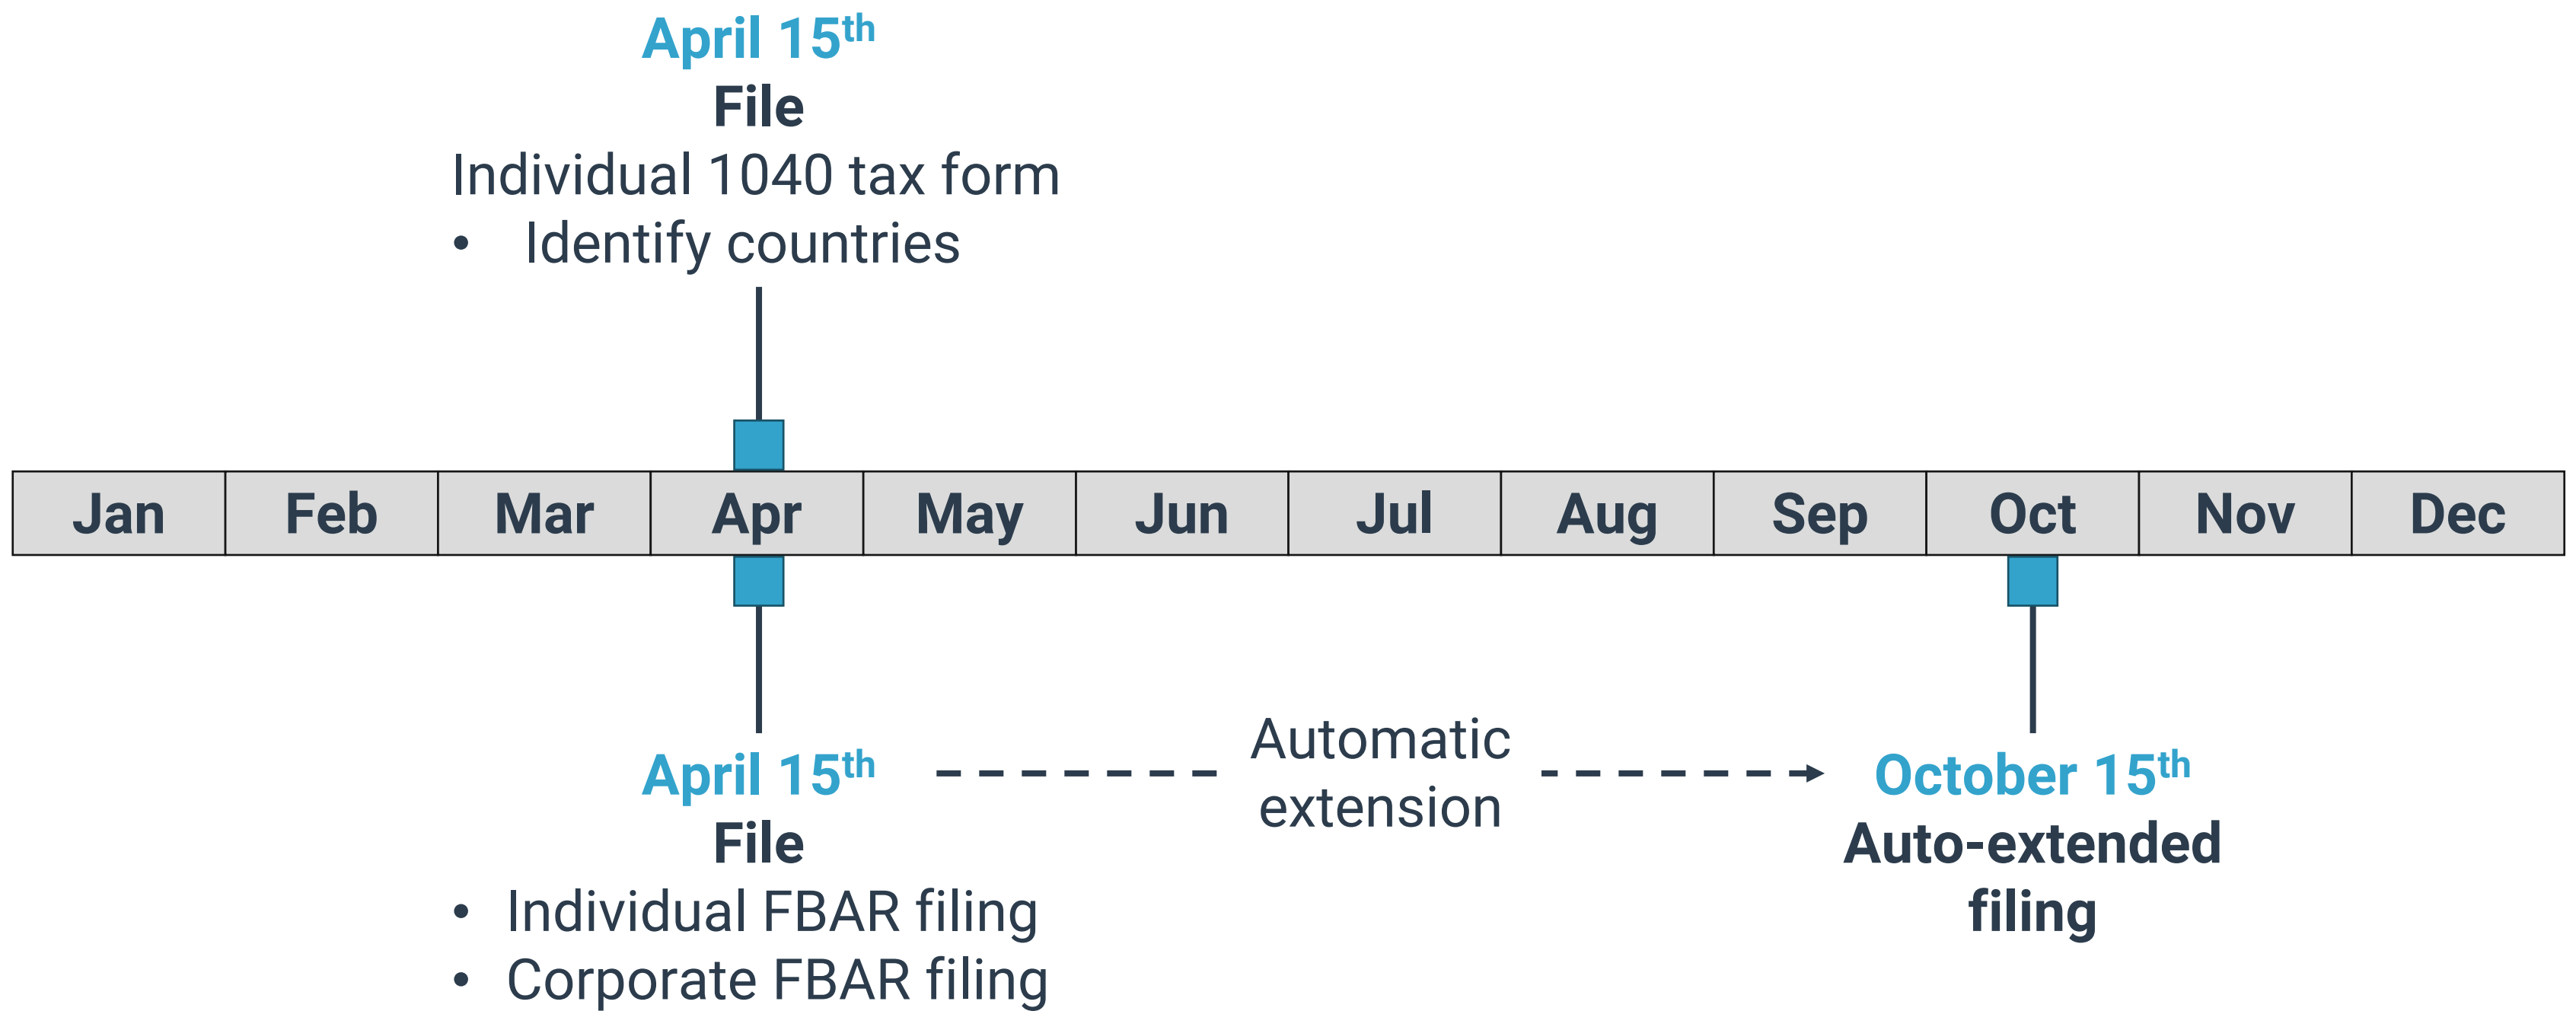 April 15th
File
Individual 1040 tax form
• Identify countries
Jan Feb Mar Apr May Jun Jul Aug Sep Oct Nov Dec
April 15th
File
• Individual FBAR filing
• Corporate FBAR filing
Automatic
extension
October 15th
Auto-extended
filing